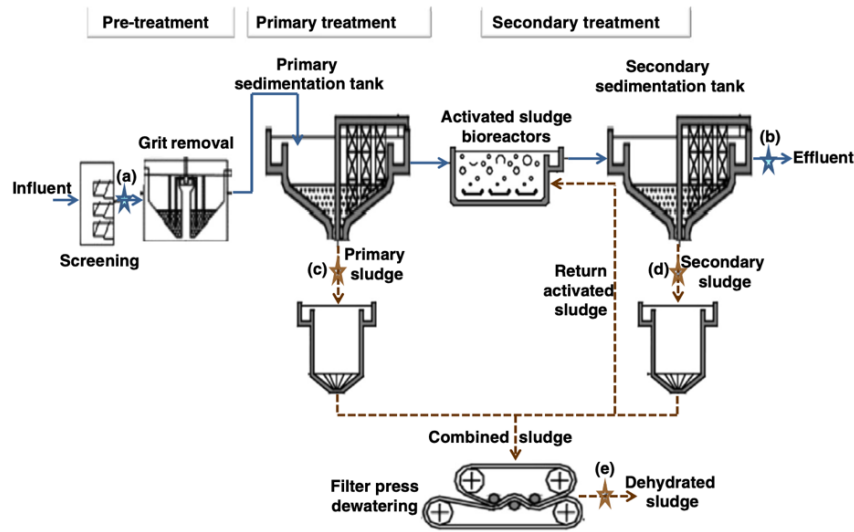 Pre-treatment
Primary treatment
Secondary treatment
Primary
sedimentation tank
Secondary
sedimentation tank
Grit removal
Activated sludge
bioreactors
(b)
Influent
(a)
Effluent
Screening
(c)
Primary
sludge
Return
activated
sludge
(d)
Secondary
sludge
Combined sludge
Filter press
dewatering
(e)
Dehydrated
sludge